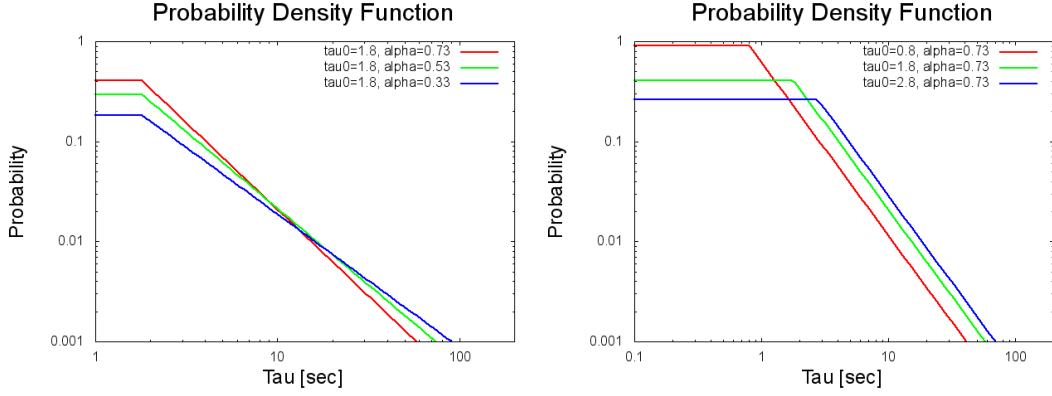 Probability Density Function
tau0=1.8, alpha=0.73
tau0=1.8, alpha=0.53
tau0=1.8, alpha=0.33
1
0.1
0.01
0.001
Probability
1
10
100
Tau [sec]
Probability Density Function
tau0=0.8, alpha=0.73
tau0=1.8, alpha=0.73
tau0=2.8, alpha=0.73
1
0.1
0.01
0.001
Probability
0.1
1
10
100
Tau [sec]